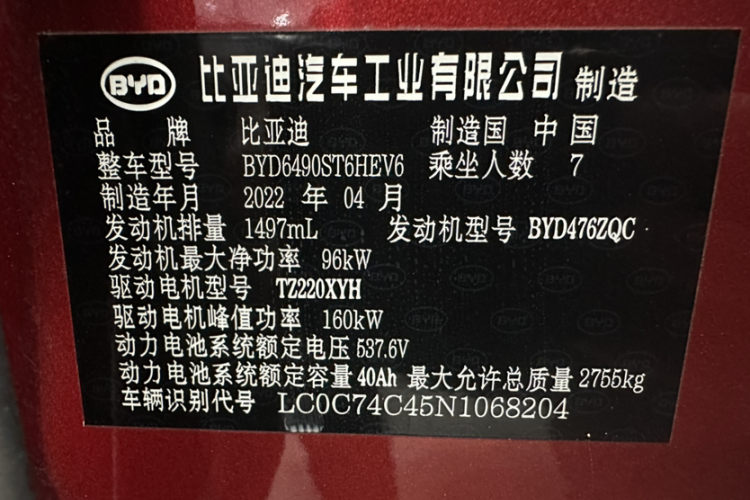 BYD 比亚迪汽车工业有限公司 制造
品牌 比亚迪 制造国 中国
整车型号 BYD6490ST6HEV6 乘坐人数 7
制造年月 2022 年 04 月
发动机排量 1497mL 发动机型号 BYD476ZQC
发动机最大净功率 96kW
驱动电机型号 TZ220XYH
驱动电机峰值功率 160kW
动力电池系统额定电压 537.6V
动力电池系统额定容量 40Ah 最大允许总质量 2755kg
车辆识别代号 LC0C74C45N1068204